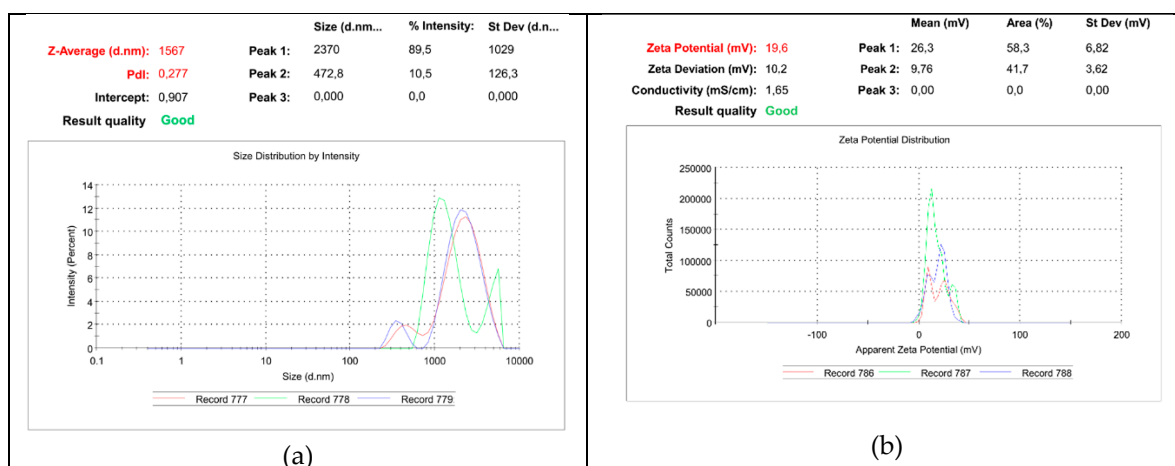 Size (d.nm... % Intensity: St Dev (d.n...
Z-Average (d.nm): 1567 Peak 1: 2370 89,5 1029
PdI: 0,277 Peak 2: 472,8 10,5 126,3
Intercept: 0,907 Peak 3: 0,000 0,0 0,000
Result quality Good
Size Distribution by Intensity
Intensity (Percent)
14
12
10
8
6
4
2
0
0.1 1 10 100 1000 10000
Size (d.nm)
Record 777 Record 778 Record 779
(a)
Mean (mV) Area (%) St Dev (mV)
Zeta Potential (mV): 19,6 Peak 1: 26,3 58,3 6,82
Zeta Deviation (mV): 10,2 Peak 2: 9,76 41,7 3,62
Conductivity (mS/cm): 1,65 Peak 3: 0,00 0,0 0,00
Result quality Good
Zeta Potential Distribution
Total Counts
250000
200000
150000
100000
50000
0
-100 0 100 200
Apparent Zeta Potential (mV)
Record 786 Record 787 Record 788
(b)